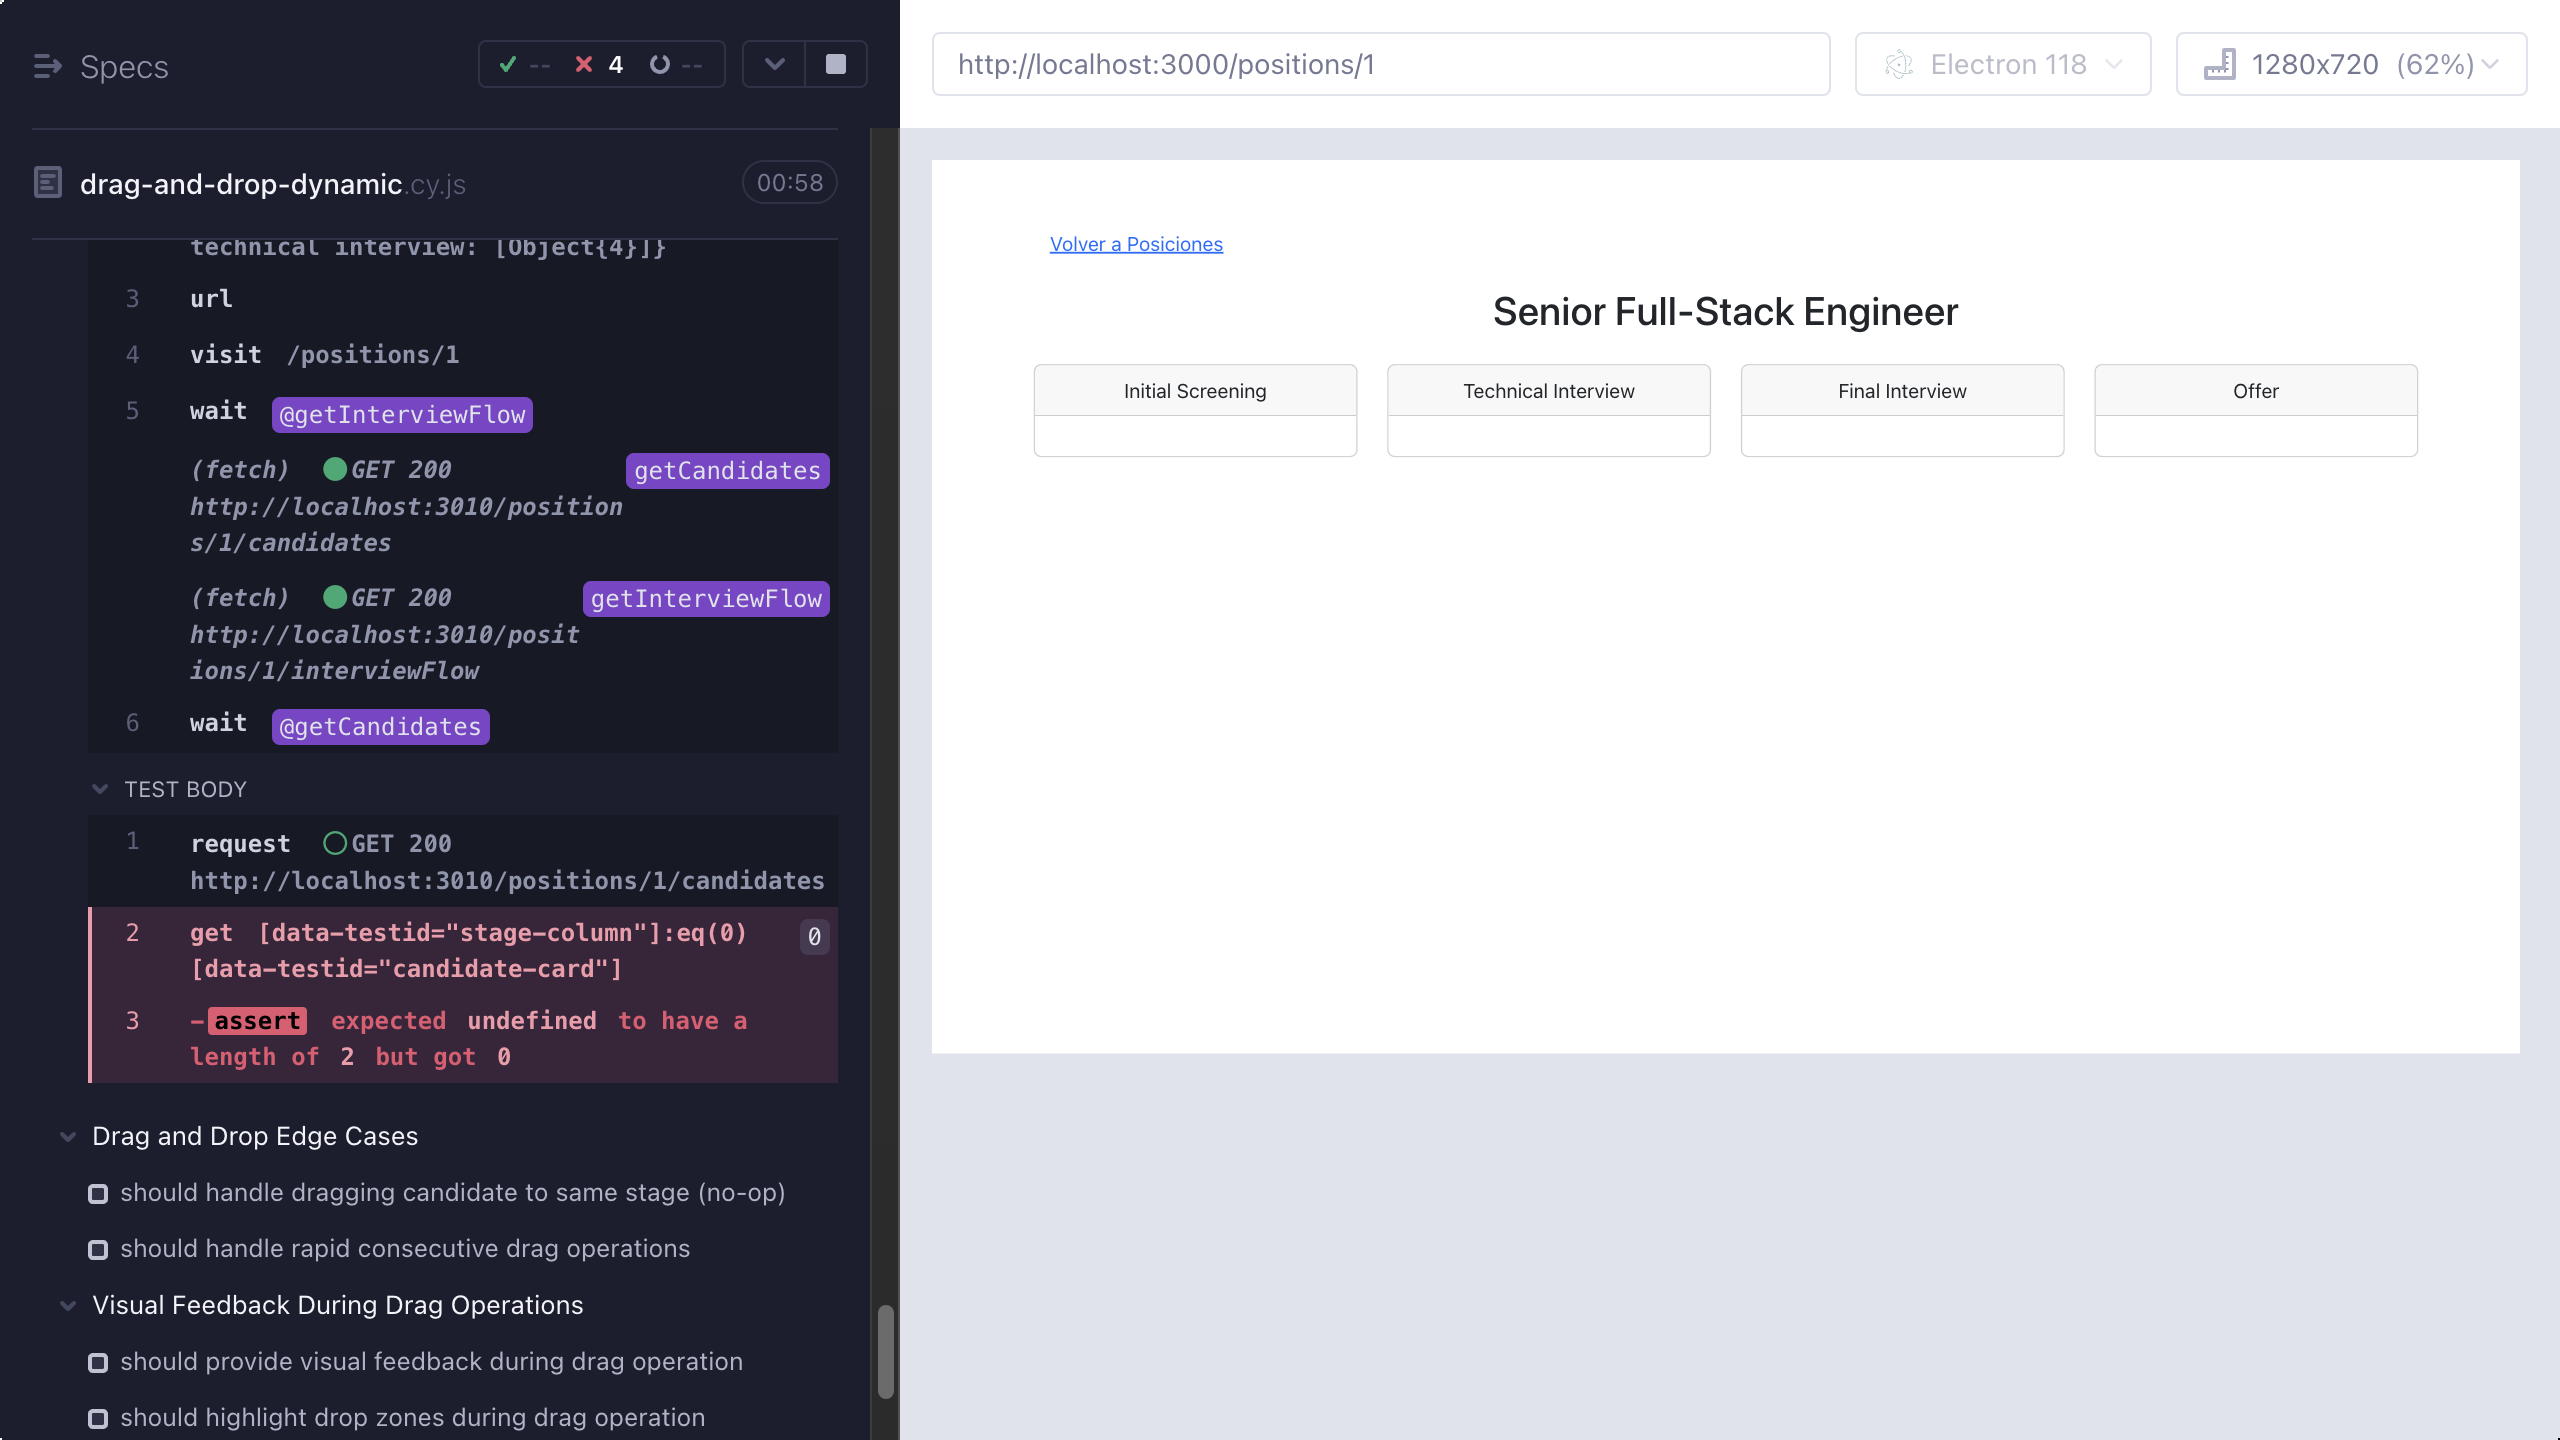 Specs
-- 4 --
drag-and-drop-dynamic.cy.js
00:58
technical interview: [Object{4}]}
3 url
4 visit /positions/1
5 wait @getInterviewFlow
(fetch) GET 200 getCandidates
http://localhost:3010/position
s/1/candidates
(fetch) GET 200 getInterviewFlow
http://localhost:3010/posit
ions/1/interviewFlow
6 wait @getCandidates
TEST BODY
1 request GET 200
http://localhost:3010/positions/1/candidates
2 get [data-testid="stage-column"]:eq(0) 0
[data-testid="candidate-card"]
3 -assert expected undefined to have a
length of 2 but got 0
Drag and Drop Edge Cases
should handle dragging candidate to same stage (no-op)
should handle rapid consecutive drag operations
Visual Feedback During Drag Operations
should provide visual feedback during drag operation
should highlight drop zones during drag operation
http://localhost:3000/positions/1
Electron 118
1280x720 (62%)
Volver a Posiciones
Senior Full-Stack Engineer
Initial Screening
Technical Interview
Final Interview
Offer